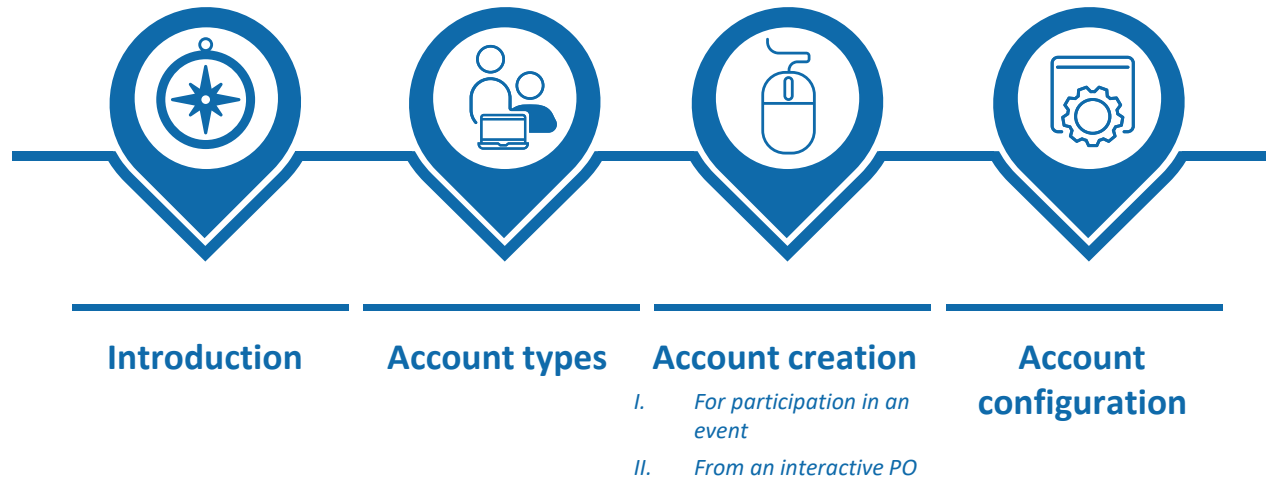 Introduction
Account types
Account creation
I. For participation in an
event
II. From an interactive PO
Account
configuration